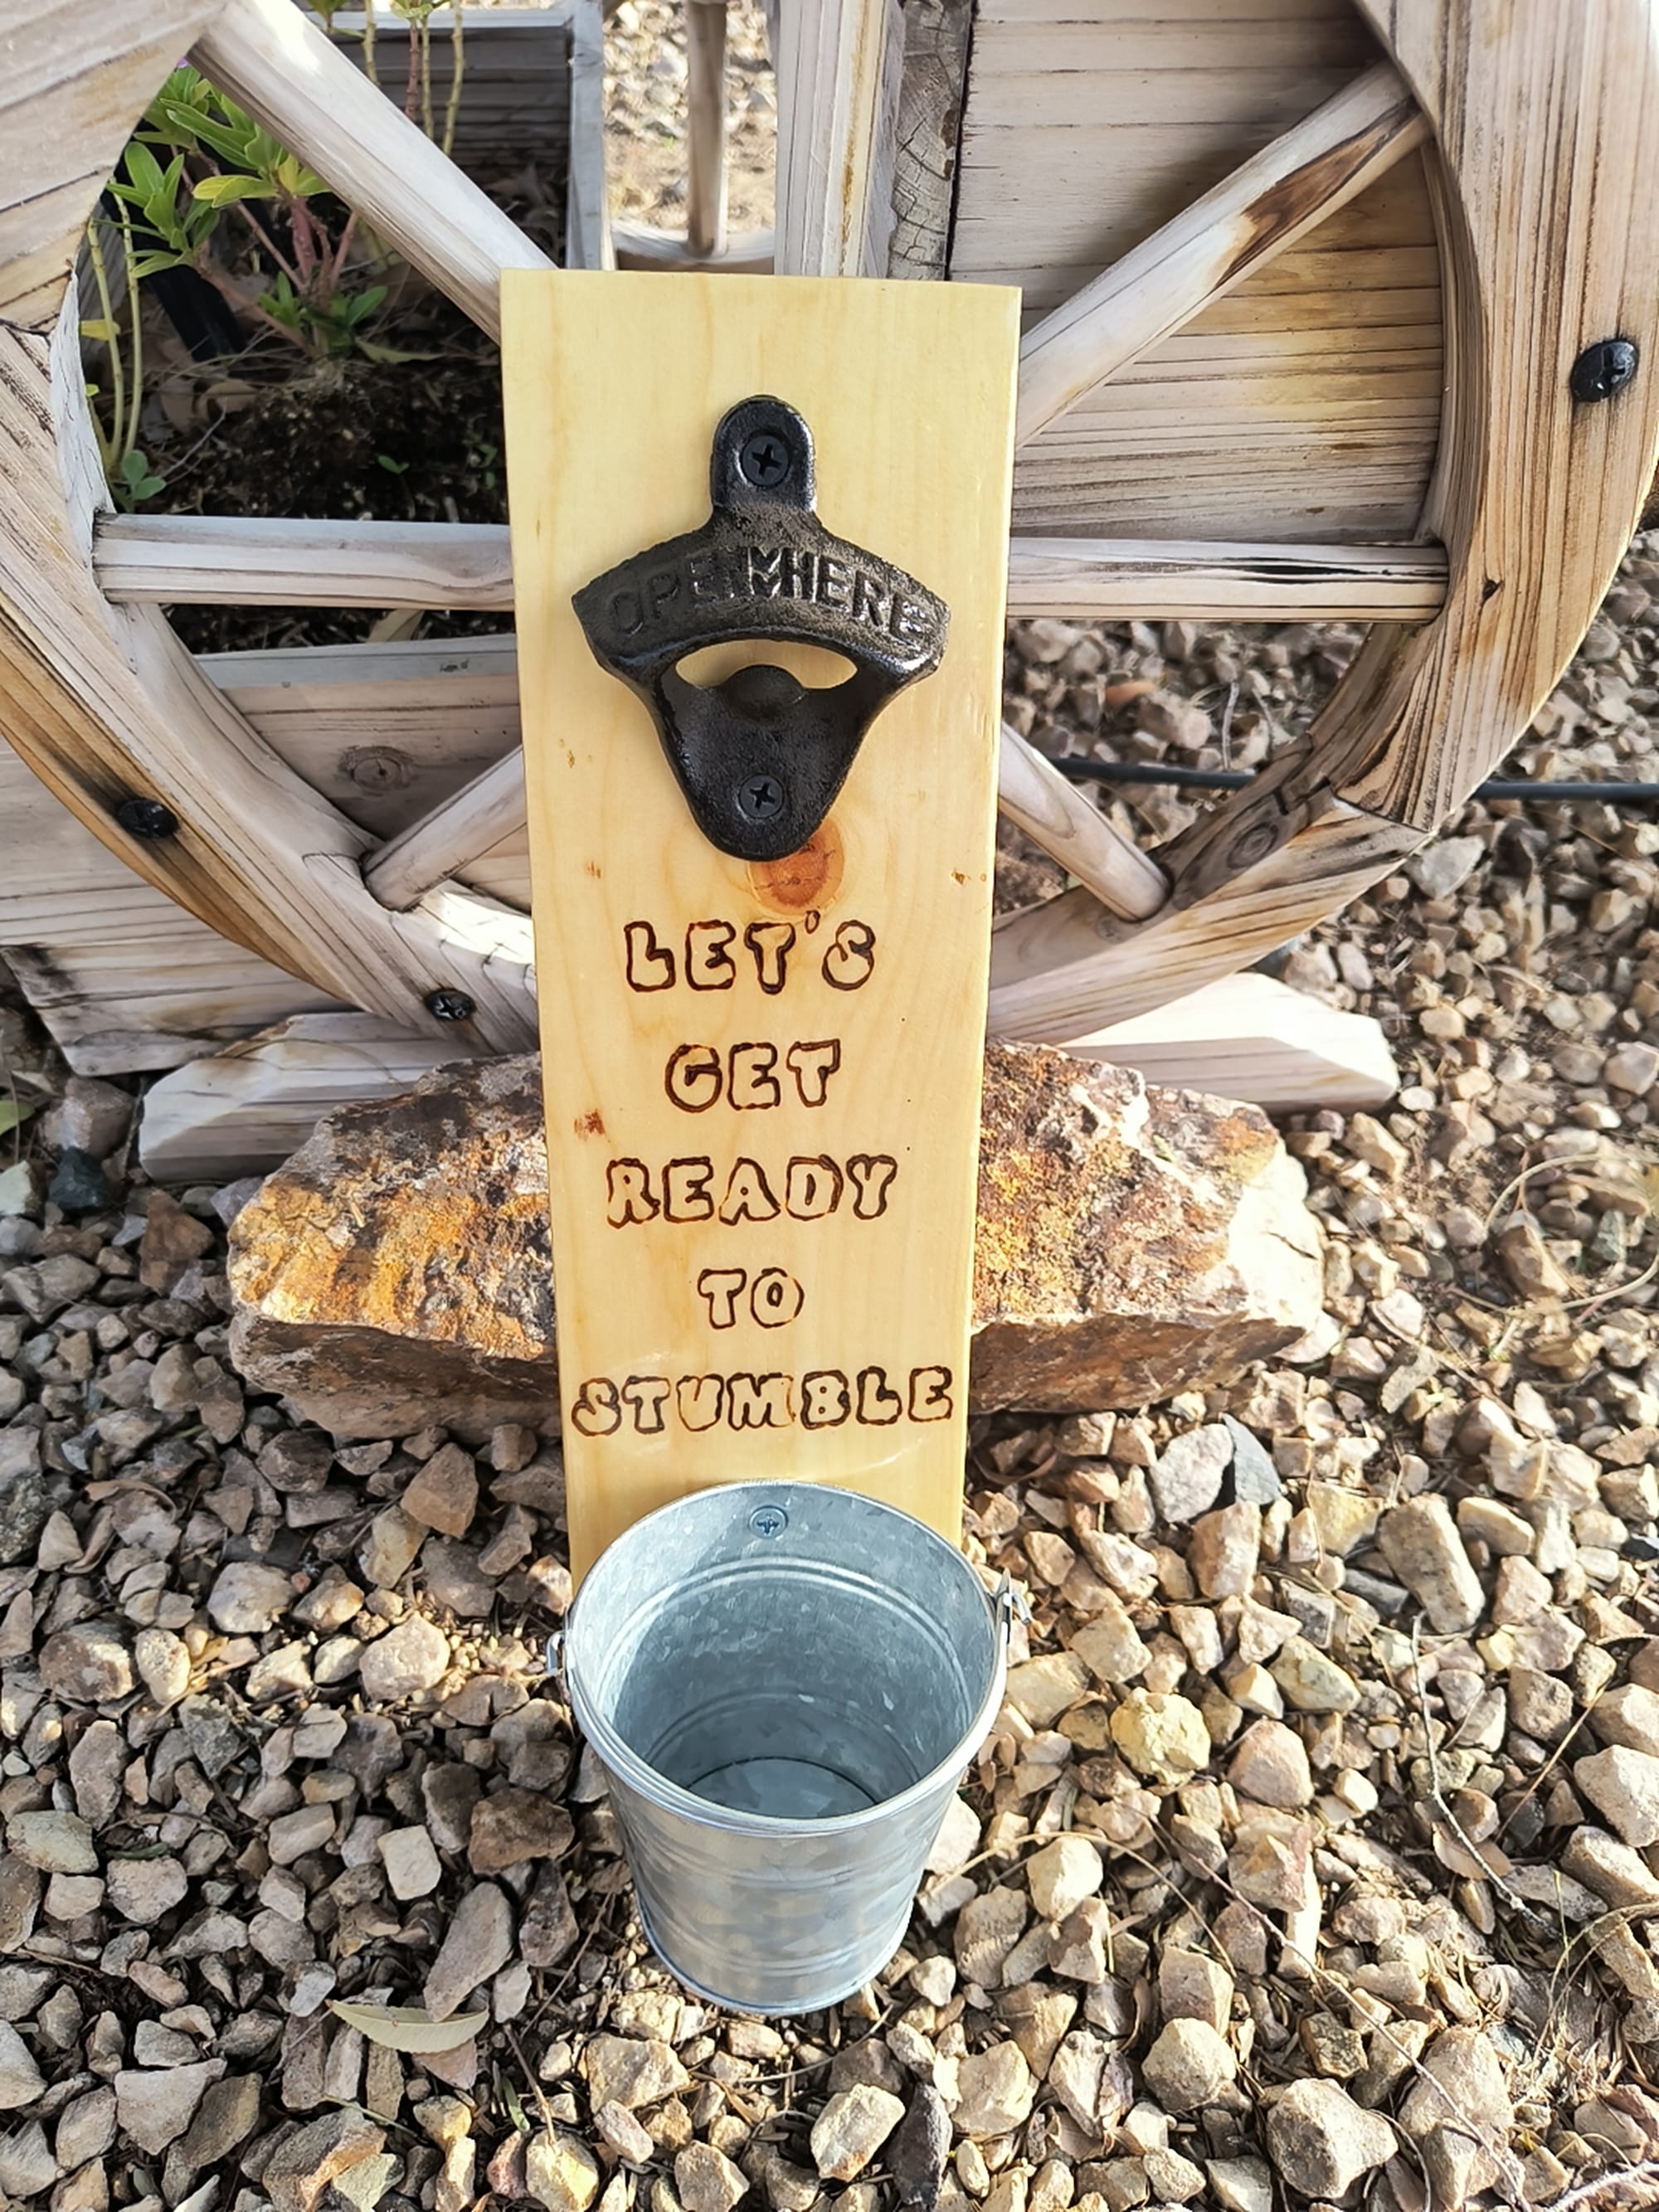 OPEN HERE
LET'S
GET
READY
TO
STUMBLE